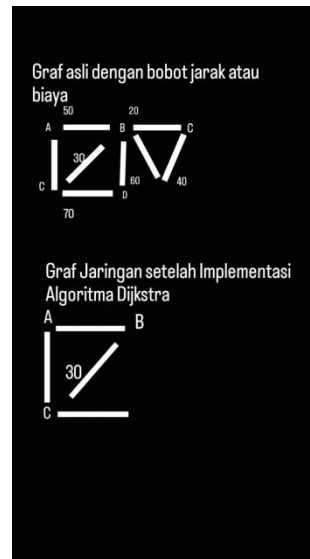 Graf asli dengan bobot jarak atau
biaya
50 20
A B C
30
C 60 40
D
70
Graf Jaringan setelah Implementasi
Algoritma Dijkstra
A B
30
C